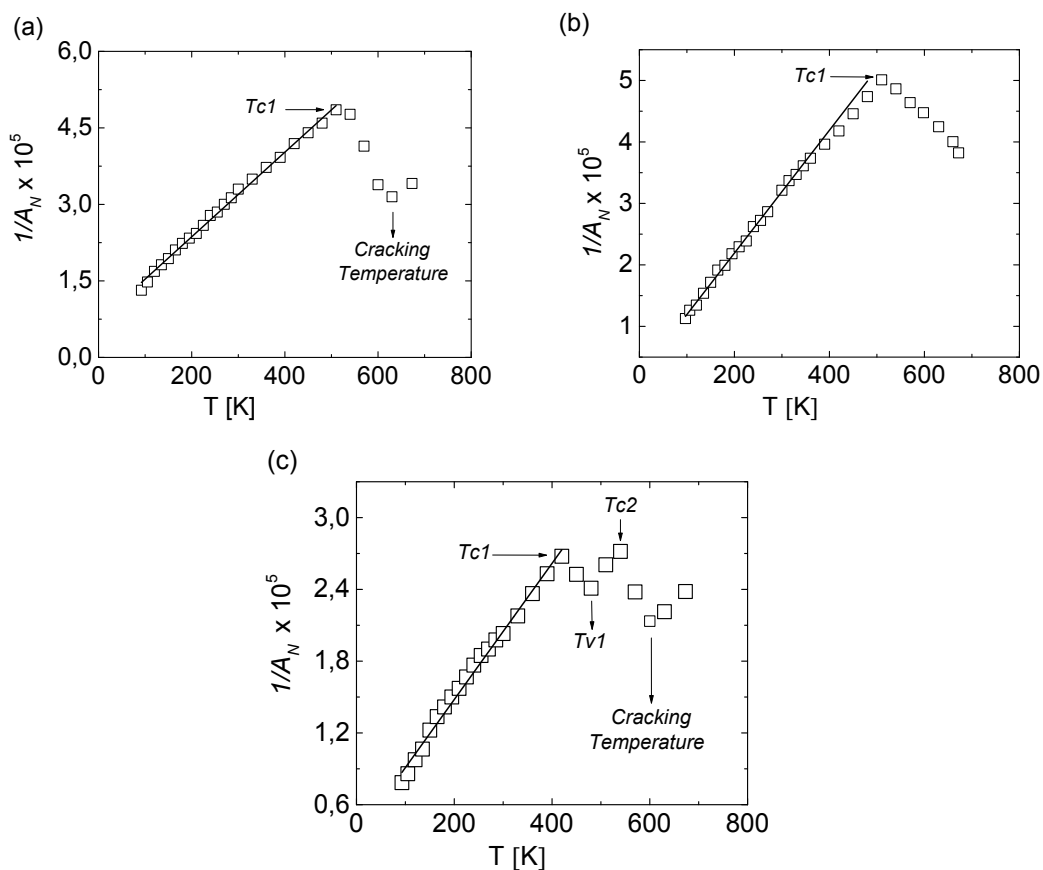 (a)
6,0
4,5
3,0
1,5
0,0
1/A_N x 10^5
Tc1
Cracking
Temperature
0 200 400 600 800
T [K]
(b)
5
4
3
2
1
1/A_N x 10^5
Tc1
0 200 400 600 800
T [K]
(c)
3,0
2,4
1,8
1,2
0,6
1/A_N x 10^5
Tc1
Tc2
Tv1
Cracking
Temperature
0 200 400 600 800
T [K]